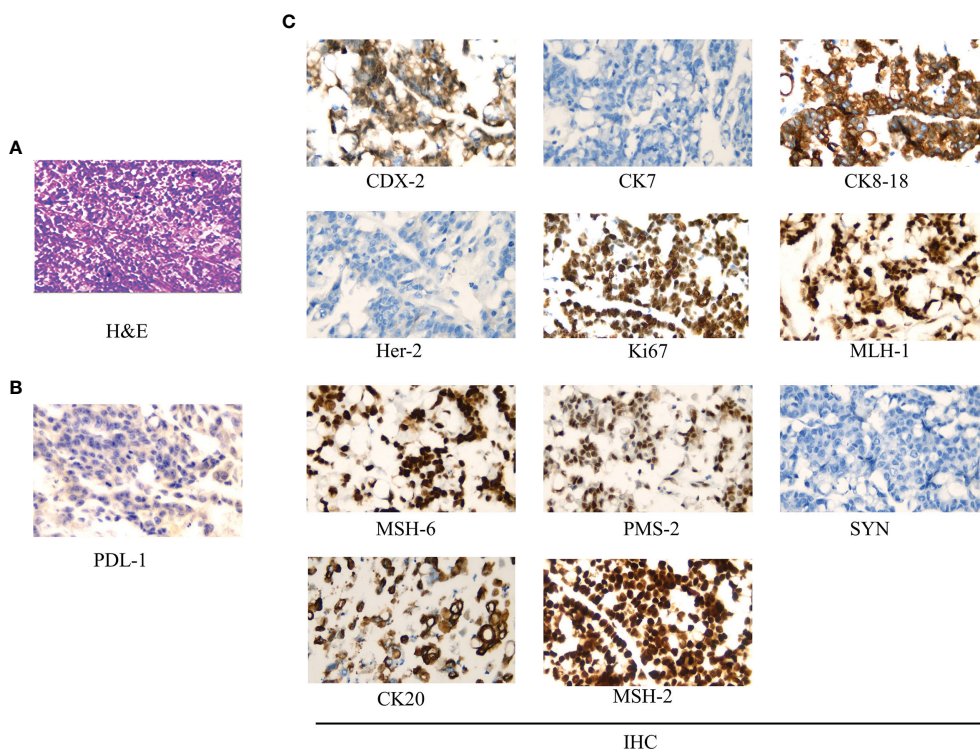 C
A
CDX-2
CK7
CK8-18
H&E
Her-2
Ki67
MLH-1
B
PDL-1
MSH-6
PMS-2
SYN
CK20
MSH-2
IHC